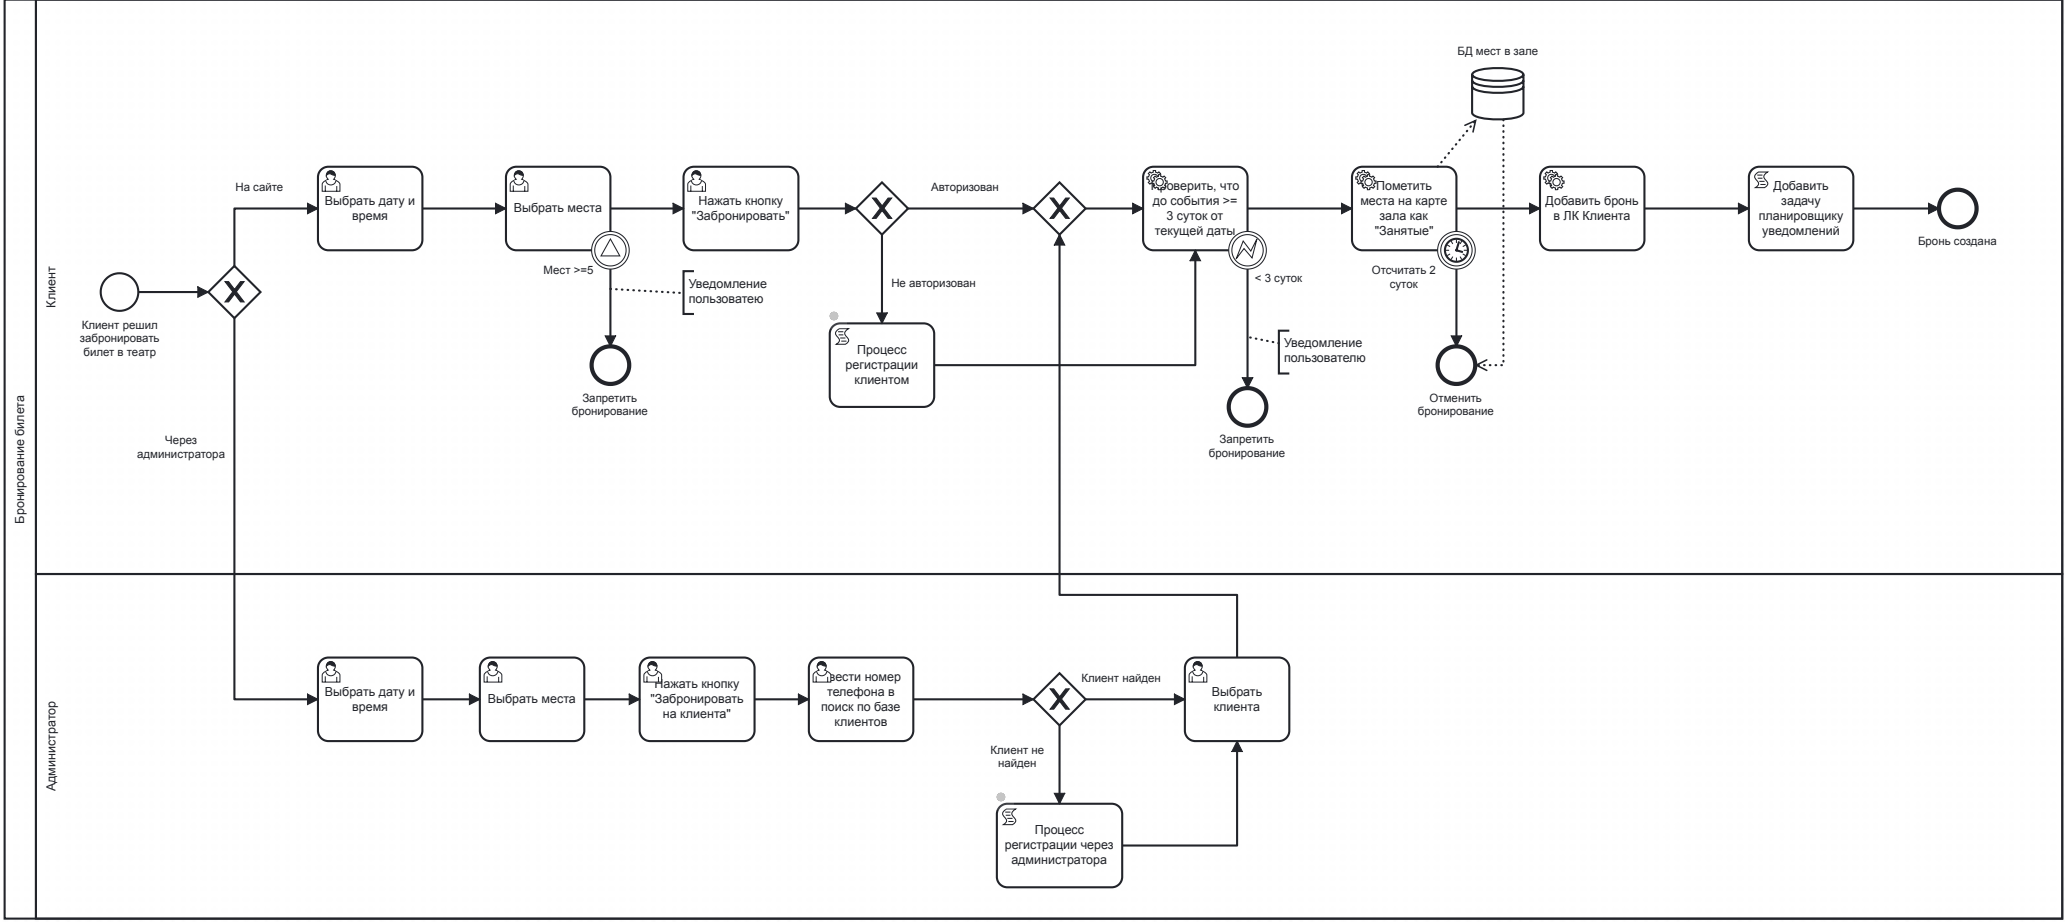 Бронирование билета
Клиент
БД мест в зале
Клиент решил
забронировать
билет в театр
На сайте
Через
администратора
Выбрать дату и
время
Выбрать места
Мест >=5
Уведомление
пользоватею
Запретить
бронирование
Нажать кнопку
"Забронировать"
Авторизован
Не авторизован
Процесс
регистрации
клиентом
Проверить, что
до события >=
3 суток от
текущей даты
< 3 суток
Уведомление
пользователю
Запретить
бронирование
Пометить
места на карте
зала как
"Занятые"
Отсчитать 2
суток
Отменить
бронирование
Добавить бронь
в ЛК Клиента
Добавить
задачу
планировщику
уведомлений
Бронь создана
Администратор
Выбрать дату и
время
Выбрать места
Нажать кнопку
"Забронировать
на клиента"
Ввести номер
телефона в
поиск по базе
клиентов
Клиент найден
Клиент не
найден
Выбрать
клиента
Процесс
регистрации через
администратора